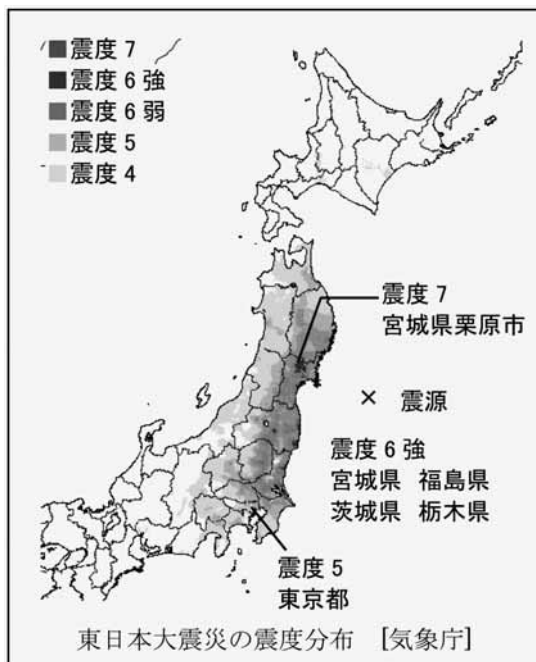 震度 7
震度 6 強
震度 6 弱
震度 5
震度 4
震度 7
宮城県栗原市
× 震源
震度 6 強
宮城県 福島県
茨城県 栃木県
震度 5
東京都
東日本大震災の震度分布 [気象庁]